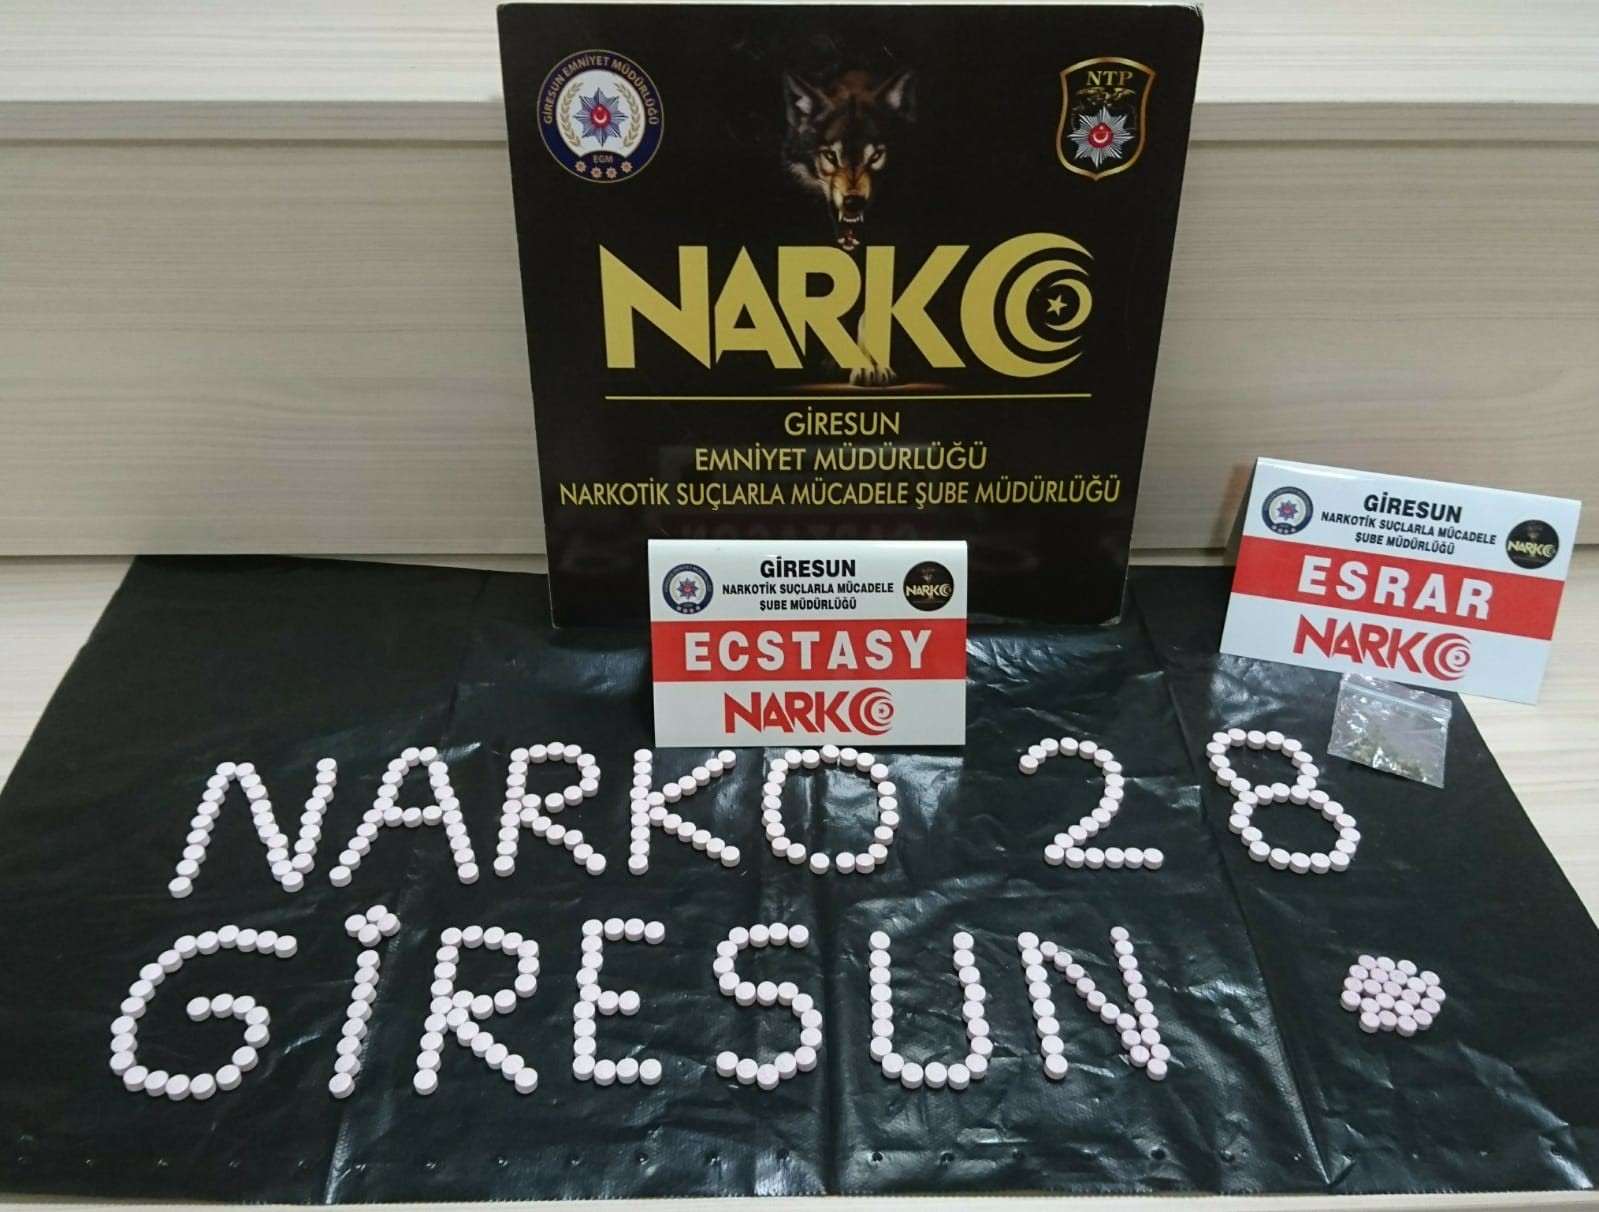 GİRESUN EMNİYET MÜDÜRLÜĞÜ
EGM
NTP
NARKO
GİRESUN
EMNİYET MÜDÜRLÜĞÜ
NARKOTİK SUÇLARLA MÜCADELE ŞUBE MÜDÜRLÜĞÜ
GİRESUN
NARKOTİK SUÇLARLA MÜCADELE
ŞUBE MÜDÜRLÜĞÜ
NARKO
ECSTASY
NARKO
GİRESUN
NARKOTİK SUÇLARLA MÜCADELE
ŞUBE MÜDÜRLÜĞÜ
NARKO
ESRAR
NARKO
NARKO 28
GİRESUN